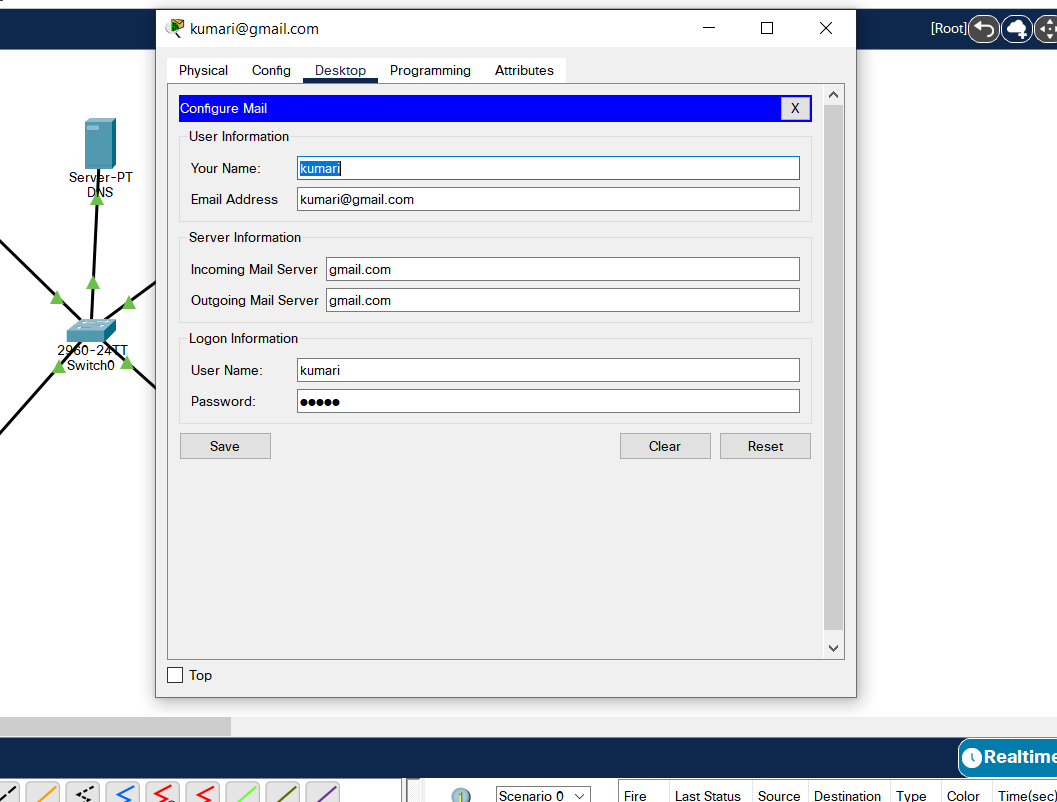 kumari@gmail.com
[Root]
Physical Config Desktop Programming Attributes
Configure Mail X
User Information
Your Name: kumari
Email Address kumari@gmail.com
Server Information
Incoming Mail Server gmail.com
Outgoing Mail Server gmail.com
Logon Information
User Name: kumari
Password: ●●●●●
Save Clear Reset
Top
Server-PT
DNS
2960-24TT
Switch0
Realtime
Scenario 0
Fire Last Status Source Destination Type Color Time(sec)